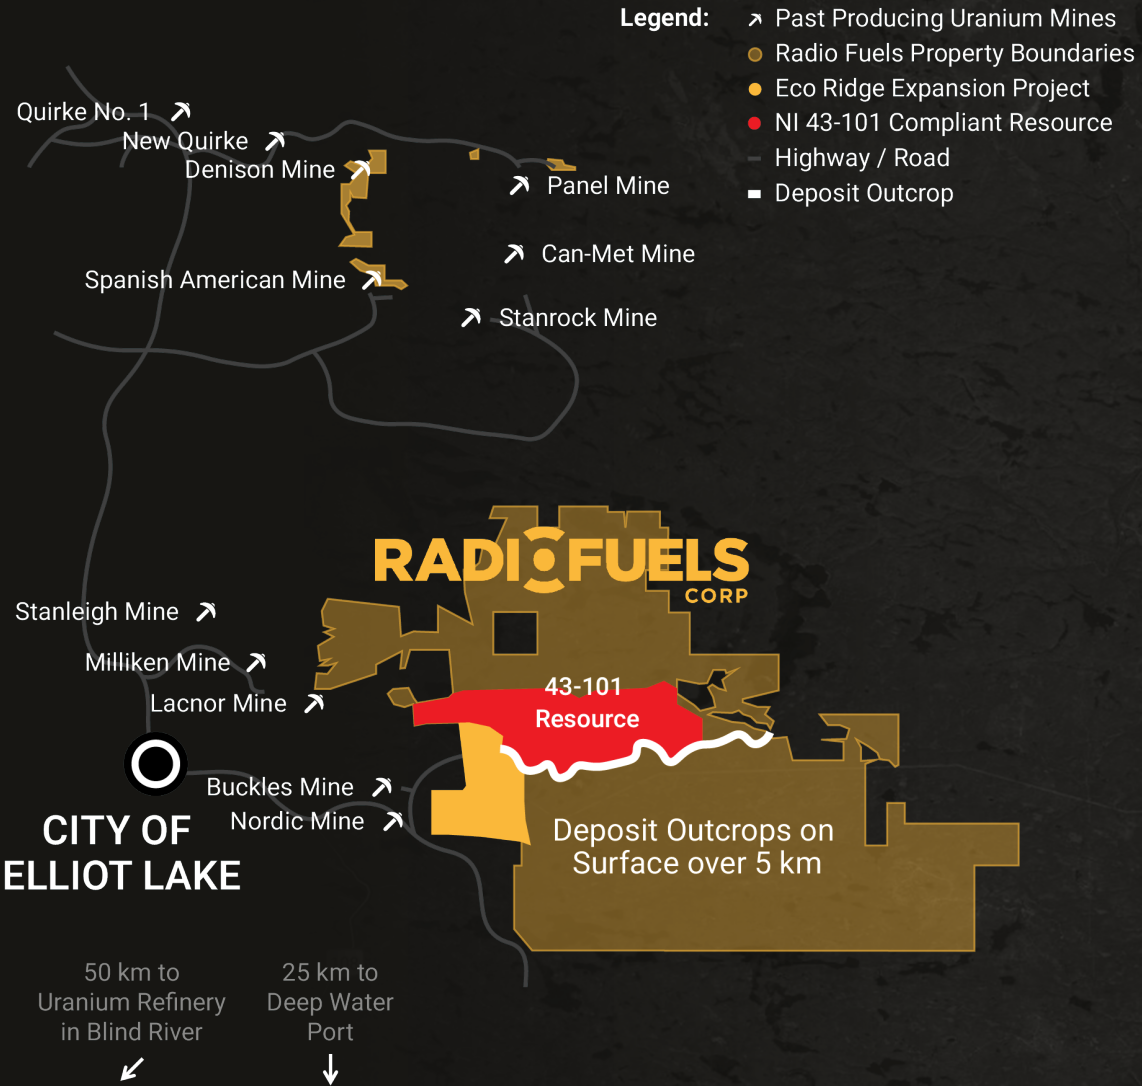 Legend:
Past Producing Uranium Mines
Radio Fuels Property Boundaries
Eco Ridge Expansion Project
NI 43-101 Compliant Resource
Highway / Road
Deposit Outcrop
Quirke No. 1
New Quirke
Denison Mine
Panel Mine
Can-Met Mine
Spanish American Mine
Stanrock Mine
RADIOFUELS
CORP
Stanleigh Mine
Milliken Mine
Lacnor Mine
43-101
Resource
Buckles Mine
Nordic Mine
CITY OF
ELLIOT LAKE
Deposit Outcrops on
Surface over 5 km
50 km to
Uranium Refinery
in Blind River
25 km to
Deep Water
Port